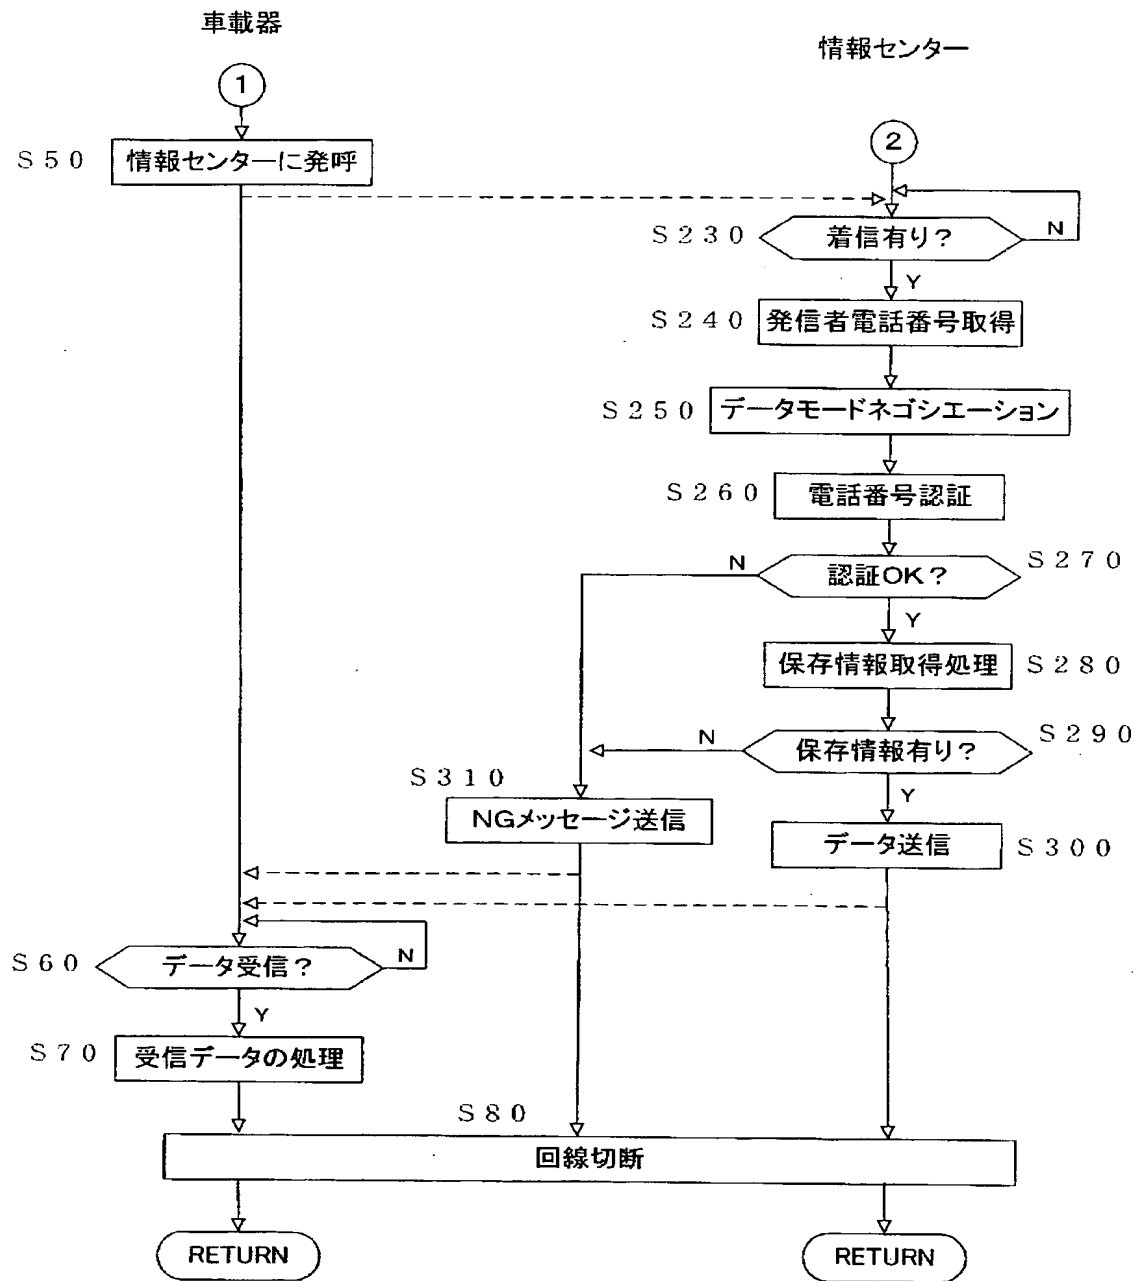 車載器
情報センター
1
2
S50
情報センターに発呼
S230
着信有り?
N
Y
S240
発信者電話番号取得
S250
データモードネゴシエーション
S260
電話番号認証
S270
認証OK?
N
Y
S280
保存情報取得処理
S290
保存情報有り?
N
Y
S310
NGメッセージ送信
S300
データ送信
S60
データ受信?
N
Y
S70
受信データの処理
S80
回線切断
RETURN
RETURN